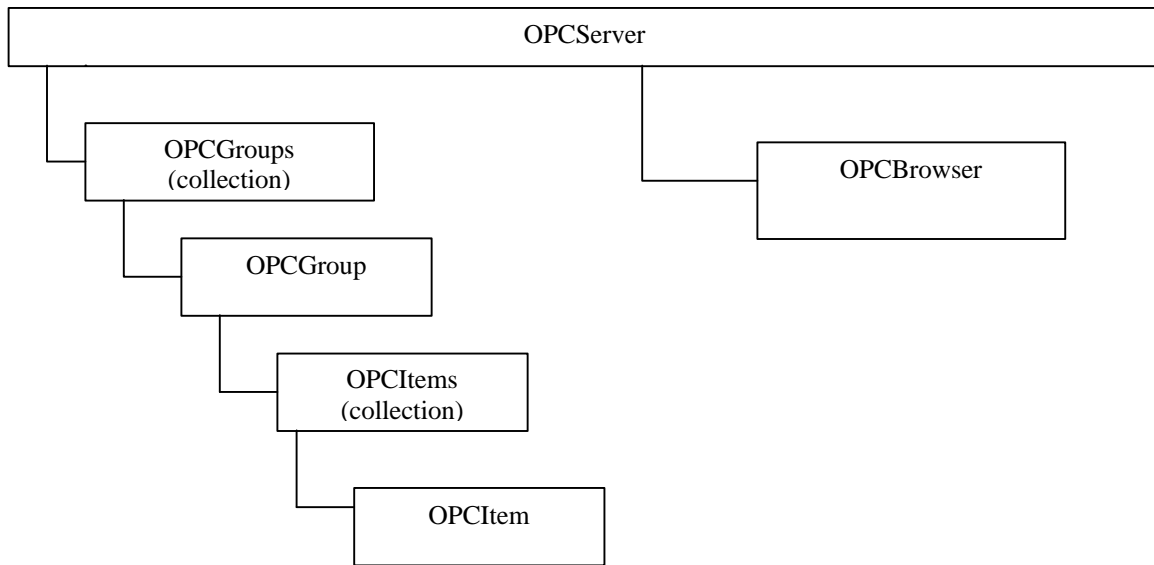 OPCServer
OPCGroups
(collection)
OPCBrowser
OPCGroup
OPCItems
(collection)
OPCItem